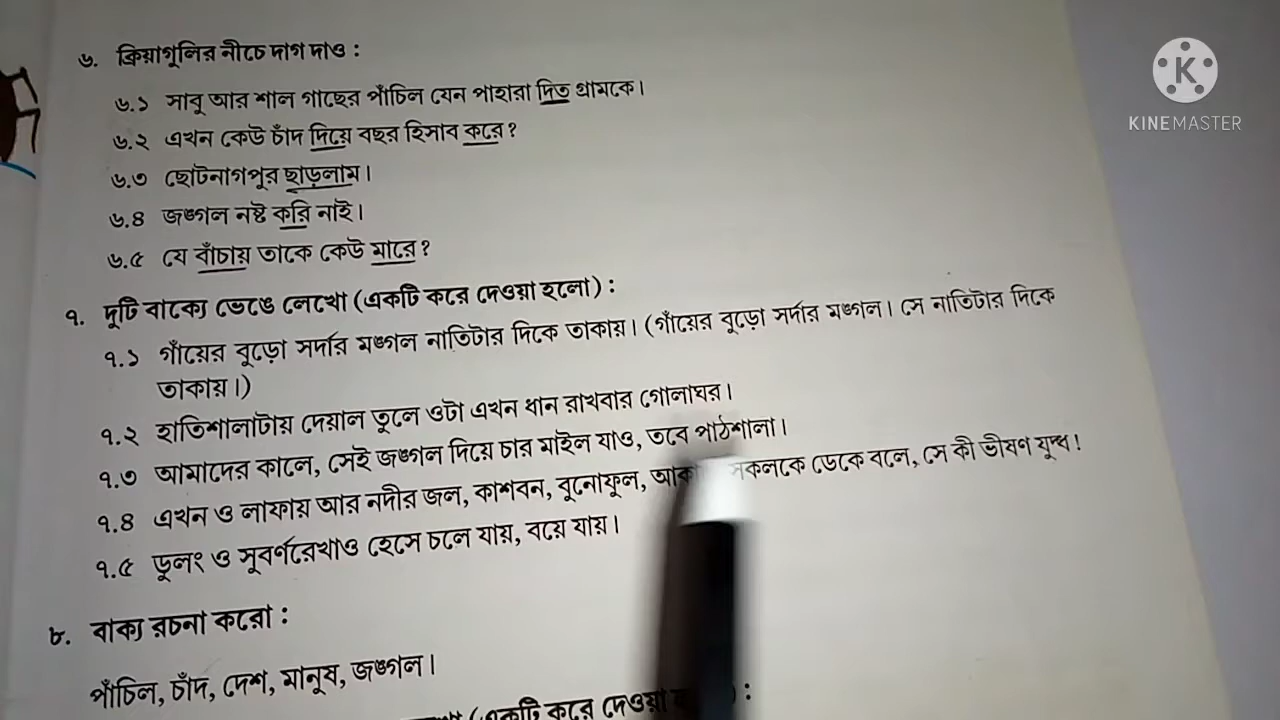 ৬. ক্রিয়াগুলির নীচে দাগ দাও :
KINEMASTER
৬.১ সাবু আর শাল গাছের পাঁচিল যেন পাহারা দিত গ্রামকে।
৬.২ এখন কেউ চাঁদ দিয়ে বছর হিসাব করে?
৬.৩ ছোটনাগপুর ছাড়লাম।
৬.৪ জঙ্গল নষ্ট করি নাই।
৬.৫ যে বাঁচায় তাকে কেউ মারে?
৭. দুটি বাক্যে ভেঙে লেখো (একটি করে দেওয়া হলো) :
৭.১ গাঁয়ের বুড়ো সর্দার মঙ্গল নাতিটার দিকে তাকায়। (গাঁয়ের বুড়ো সর্দার মঙ্গল। সে নাতিটার দিকে
তাকায়।)
৭.২ হাতিশালাটায় দেয়াল তুলে ওটা এখন ধান রাখবার গোলাঘর।
৭.৩ আমাদের কালে, সেই জঙ্গল দিয়ে চার মাইল যাও, তবে পাঠশালা।
৭.৪ এখন ও লাফায় আর নদীর জল, কাশবন, বুনোফুল, সকলকে ডেকে বলে, সে কী ভীষণ যুদ্ধ!
৭.৫ ডুলং ও সুবর্ণরেখাও হেসে চলে যায়, বয়ে যায়।
৮. বাক্য রচনা করো :
পাঁচিল, চাঁদ, দেশ, মানুষ, জঙ্গল।
(একটি করে দেওয়া :